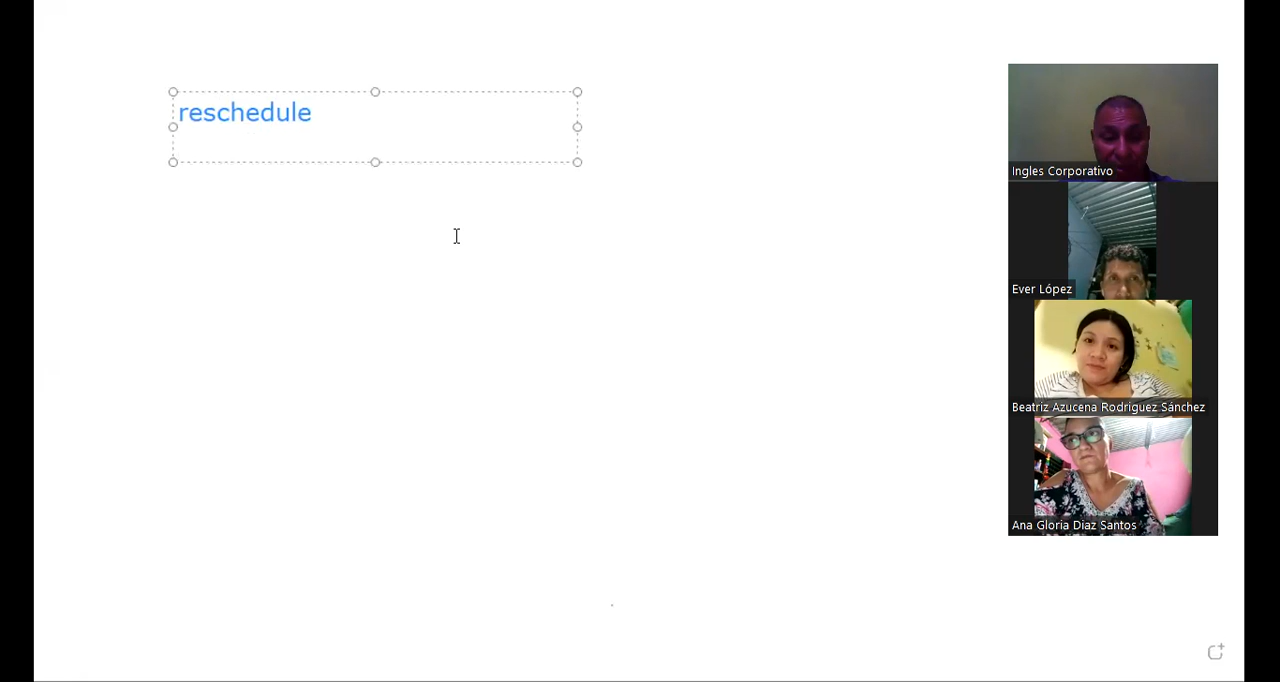 reschedule
Ingles Corporativo
Ever López
Beatriz Azucena Rodriguez Sánchez
Ana Gloria Diaz Santos